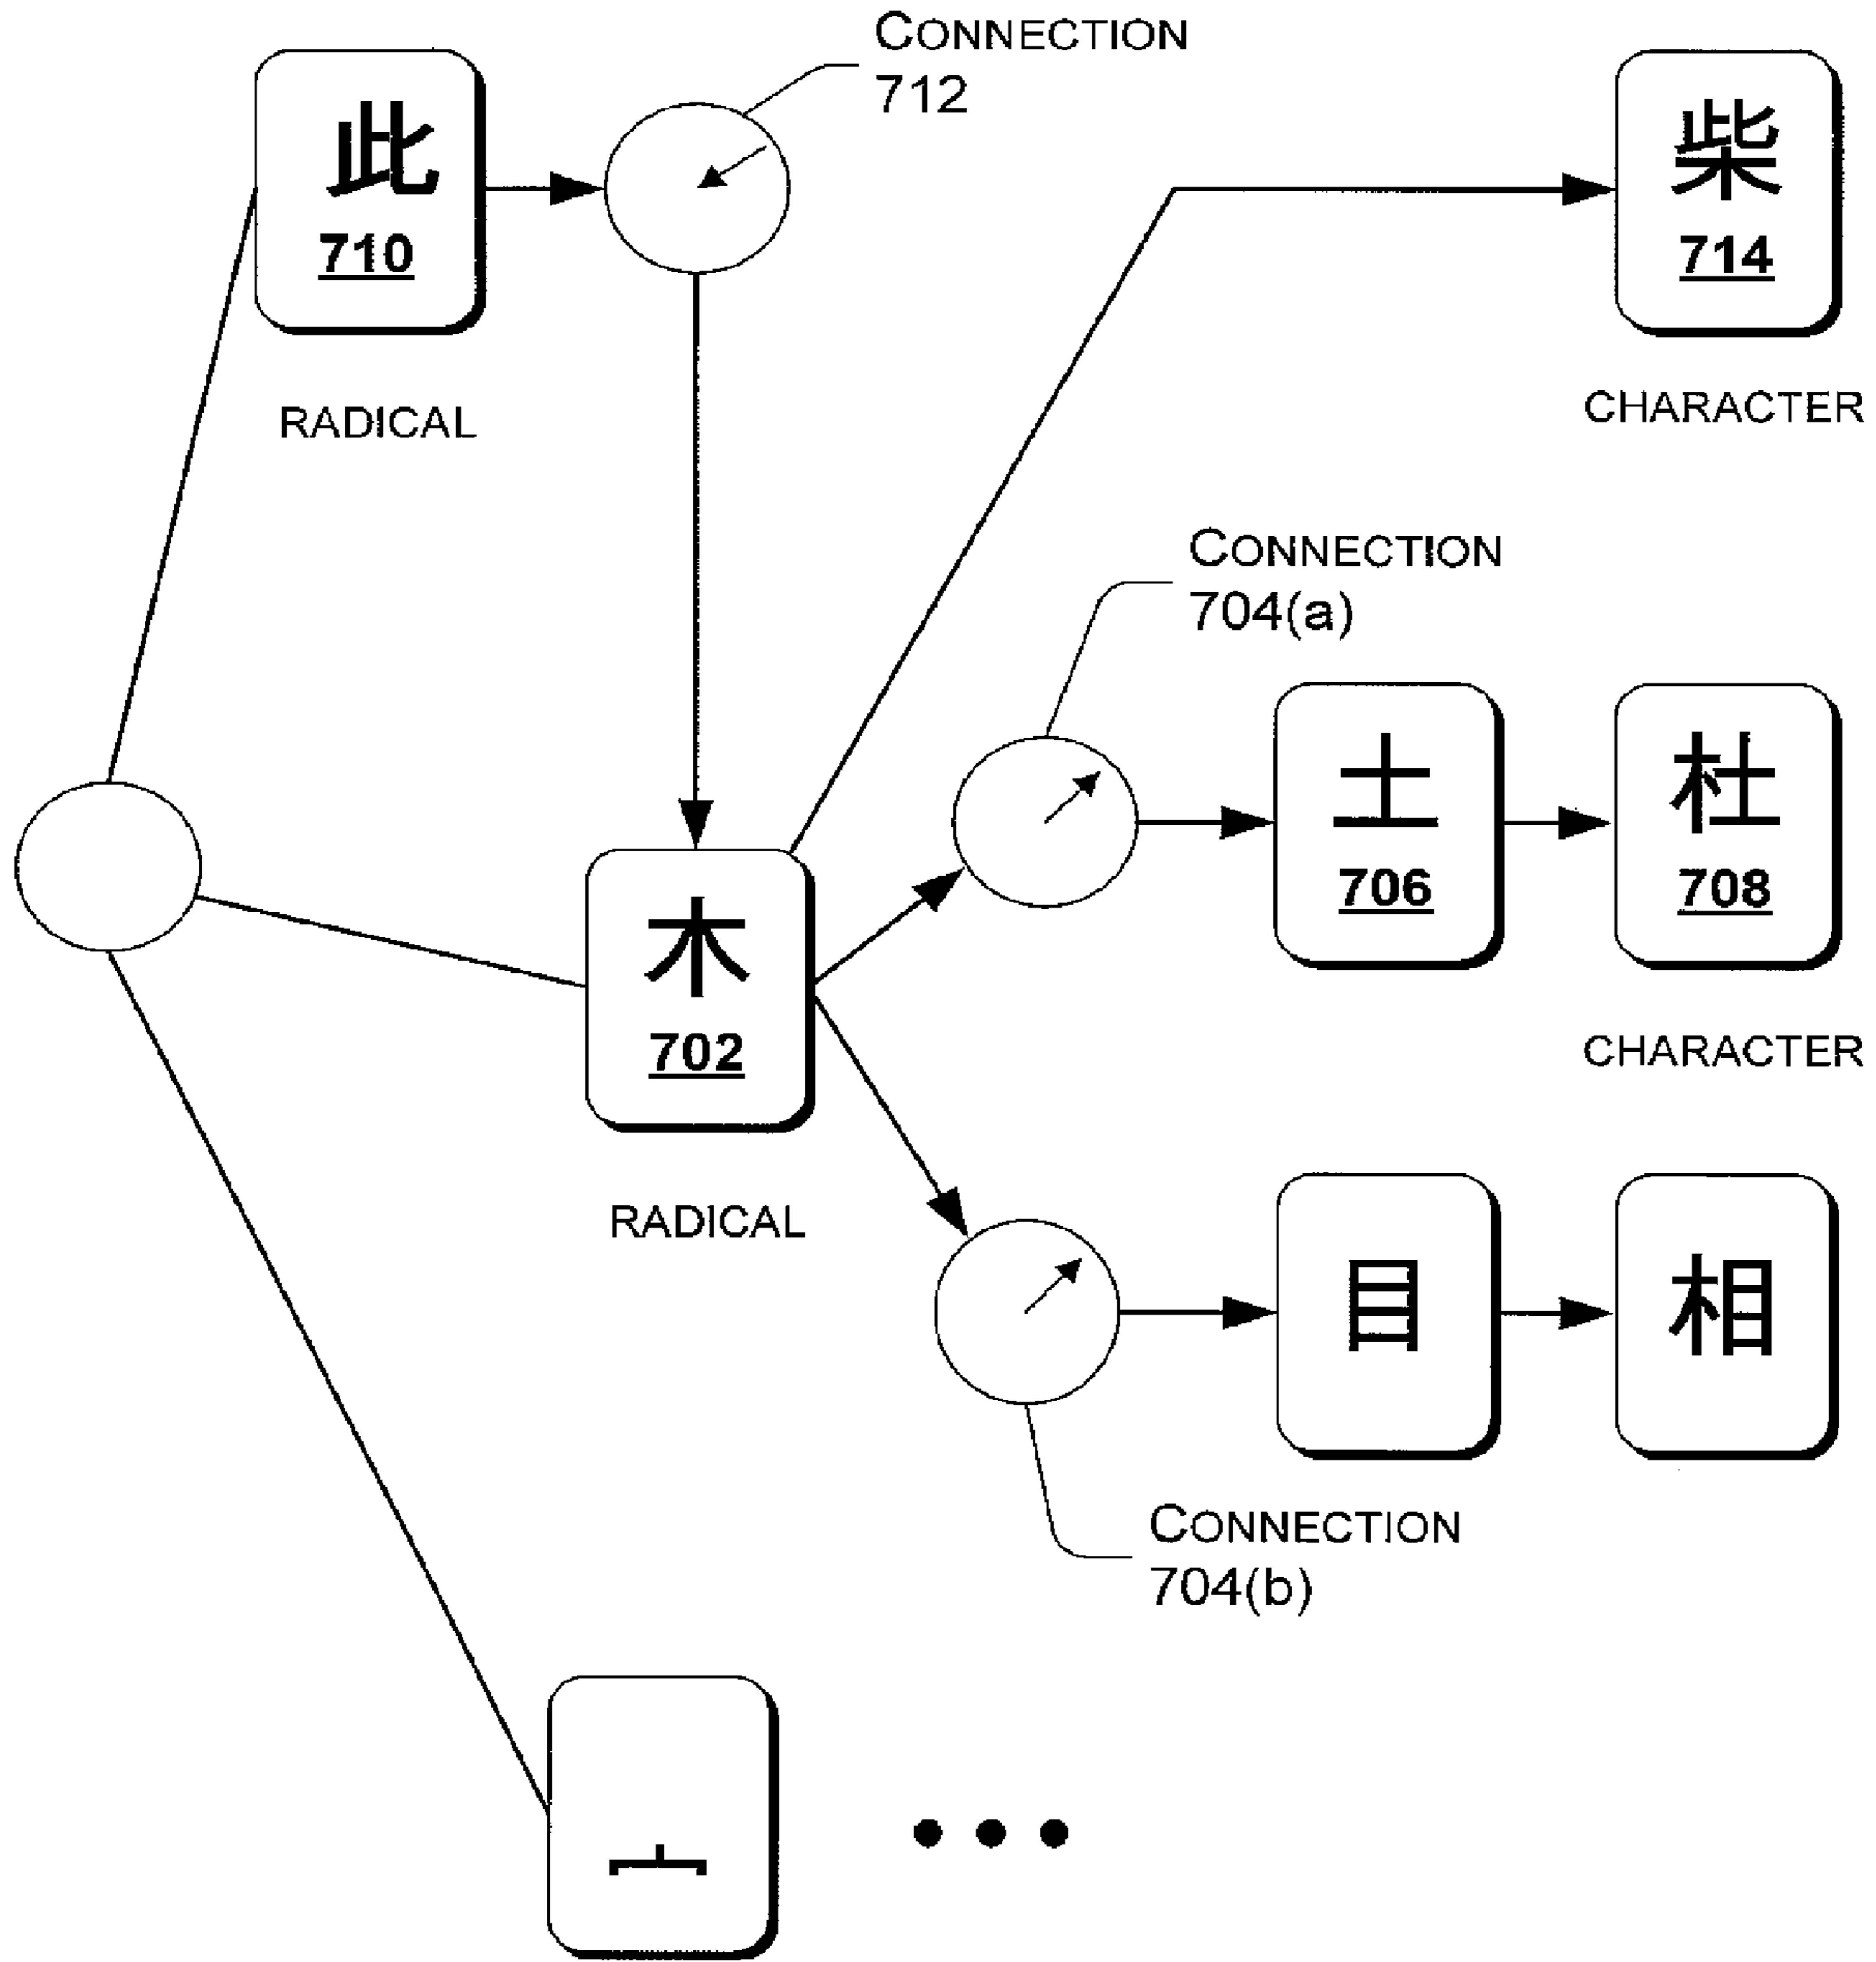 CONNECTION
712
此
710
柴
714
RADICAL
CHARACTER
CONNECTION
704(a)
土
706
杜
708
木
702
CHARACTER
RADICAL
目
相
CONNECTION
704(b)
宀